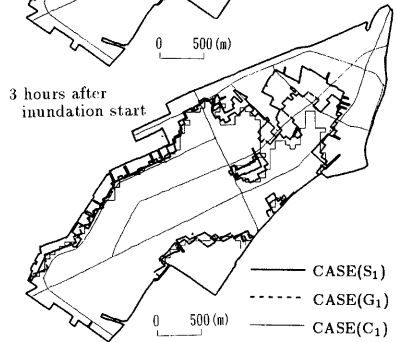 0 500 (m)
3 hours after
inundation start
CASE(S₁)
CASE(G₁)
CASE(C₁)
0 500 (m)